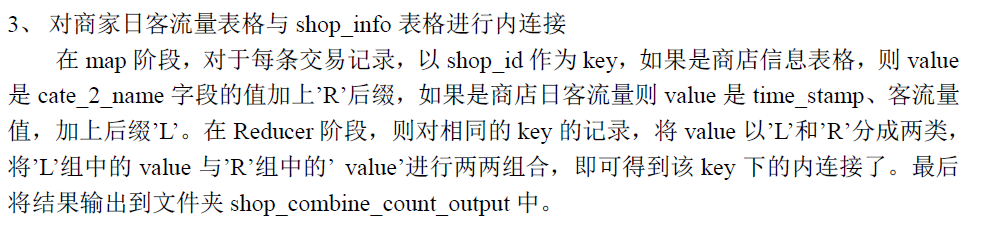 3、 对商家日客流量表格与 shop_info 表格进行内连接
在 map 阶段，对于每条交易记录，以 shop_id 作为 key，如果是商店信息表格，则 value
是 cate_2_name 字段的值加上’R’后缀，如果是商店日客流量则 value 是 time_stamp、客流量
值，加上后缀’L’。在 Reducer 阶段，则对相同的 key 的记录，将 value 以’L’和’R’分成两类，
将’L’组中的 value 与’R’组中的’ value’进行两两组合，即可得到该 key 下的内连接了。最后
将结果输出到文件夹 shop_combine_count_output 中。